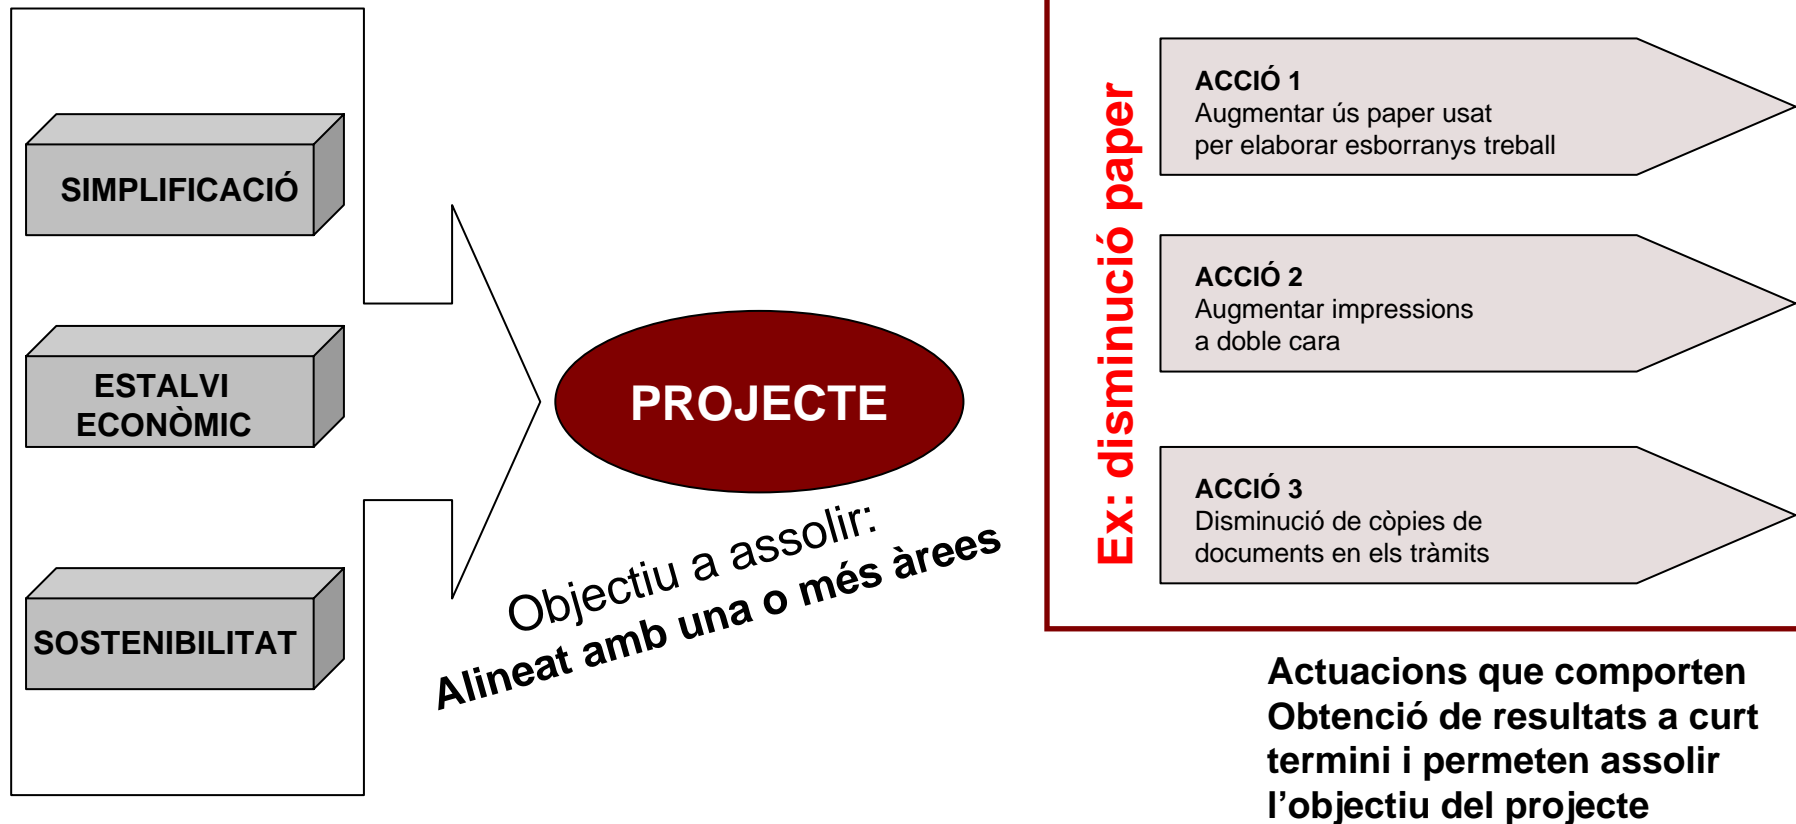 SIMPLIFICACIÓ
ESTALVI
ECONÒMIC
SOSTENIBILITAT
PROJECTE
Objectiu a assolir:
Alineat amb una o més àrees
Ex: disminució paper
ACCIÓ 1
Augmentar ús paper usat
per elaborar esborranys treball
ACCIÓ 2
Augmentar impressions
a doble cara
ACCIÓ 3
Disminució de còpies de
documents en els tràmits
Actuacions que comporten
Obtenció de resultats a curt
termini i permeten assolir
l’objectiu del projecte